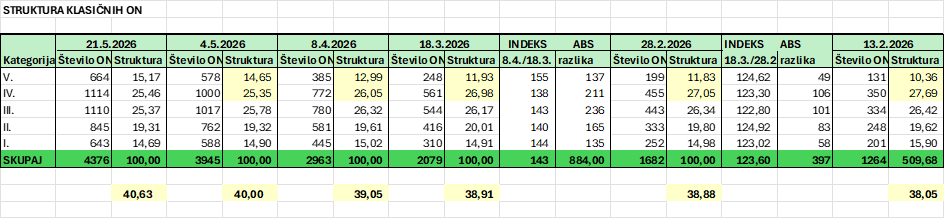 STRUKTURA KLASIČNIH ON
21.5.2026 4.5.2026 8.4.2026 18.3.2026 INDEKS ABS 28.2.2026 INDEKS ABS 13.2.2026
Kategorija Število ON Struktura Število ON Struktura Število ON Struktura Število ON Struktura 8.4./18.3. razlika Število ON Struktura 18.3./28.2 razlika Število ON Struktura
V. 664 15,17 578 14,65 385 12,99 248 11,93 155 137 199 11,83 124,62 49 131 10,36
IV. 1114 25,46 1000 25,35 772 26,05 561 26,98 138 211 455 27,05 123,30 106 350 27,69
III. 1110 25,37 1017 25,78 780 26,32 544 26,17 143 236 443 26,34 122,80 101 334 26,42
II. 845 19,31 762 19,32 581 19,61 416 20,01 140 165 333 19,80 124,92 83 248 19,62
I. 643 14,69 588 14,90 445 15,02 310 14,91 144 135 252 14,98 123,02 58 201 15,90
SKUPAJ 4376 100,00 3945 100,00 2963 100,00 2079 100,00 143 884,00 1682 100,00 123,60 397 1264 509,68
40,63 40,00 39,05 38,91 38,88 38,05